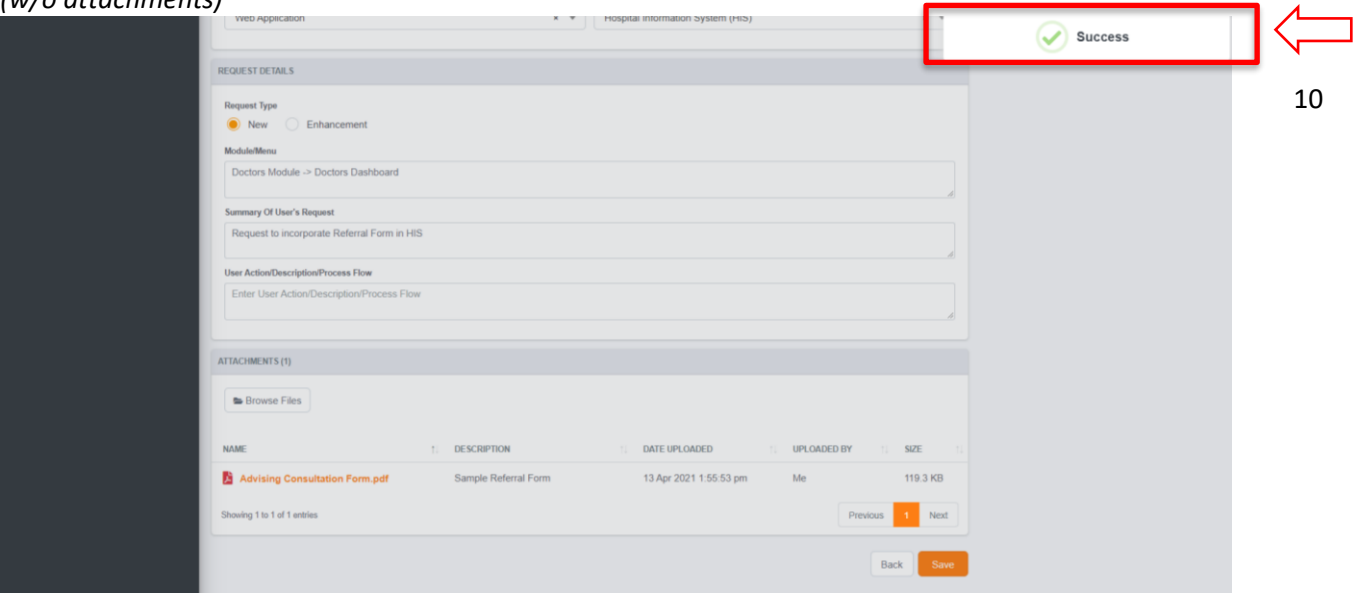 (w/o attachments)
Web Application × Hospital Information System (HIS)
Success
10
REQUEST DETAILS
Request Type
New Enhancement
Module/Menu
Doctors Module -> Doctors Dashboard
Summary Of User's Request
Request to incorporate Referral Form in HIS
User Action/Description/Process Flow
Enter User Action/Description/Process Flow
ATTACHMENTS (1)
Browse Files
NAME DESCRIPTION DATE UPLOADED UPLOADED BY SIZE
Advising Consultation Form.pdf Sample Referral Form 13 Apr 2021 1:55:53 pm Me 119.3 KB
Showing 1 to 1 of 1 entries Previous 1 Next
Back Save